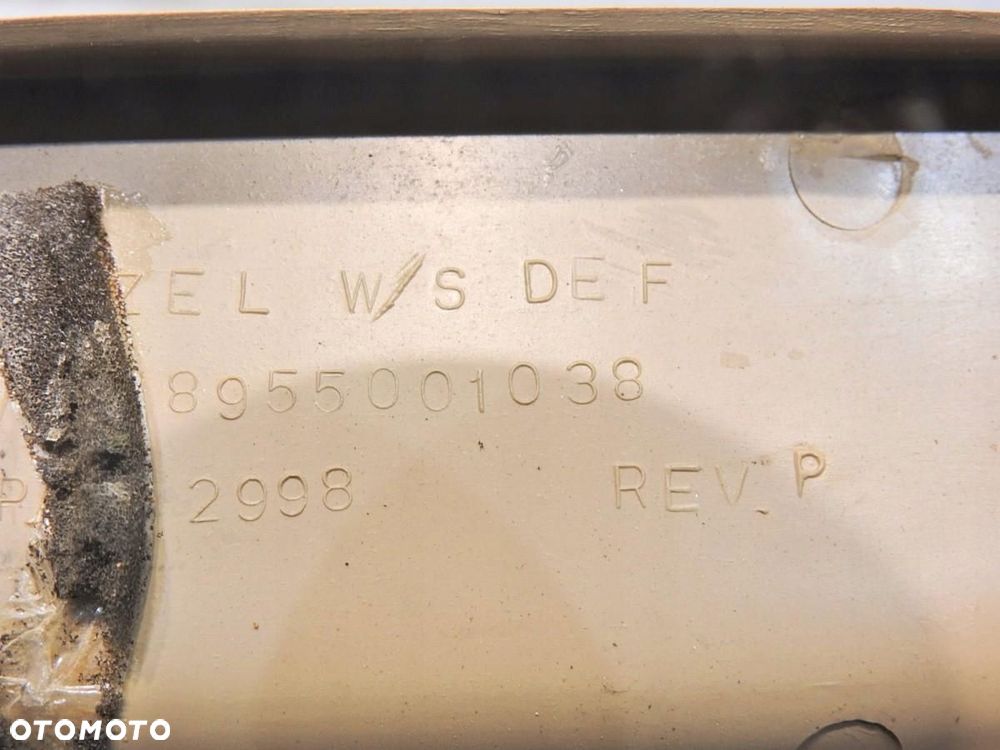 ZEL W/S DEF
8955001038
P 2998 REV. P
OTOMOTO